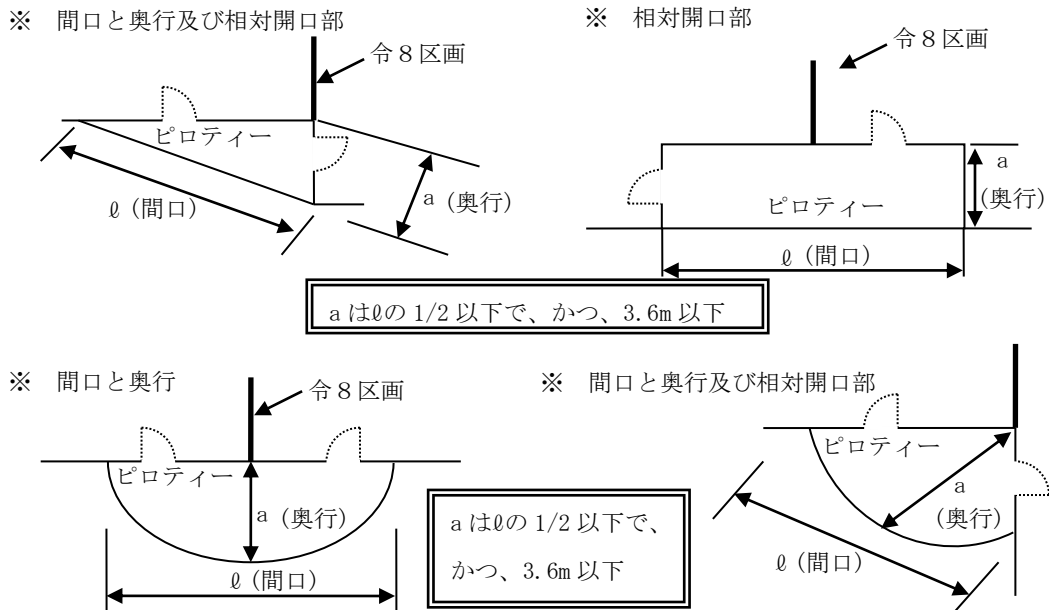 ※ 間口と奥行及び相対開口部
令８区画
ピロティー
ℓ（間口）
a（奥行）
※ 相対開口部
令８区画
a
（奥行）
ピロティー
ℓ（間口）
aはℓの1/2以下で、かつ、3.6m以下
※ 間口と奥行
令８区画
ピロティー
a（奥行）
ℓ（間口）
aはℓの1/2以下で、
かつ、3.6m以下
※ 間口と奥行及び相対開口部
ピロティー
a
（奥行）
ℓ（間口）